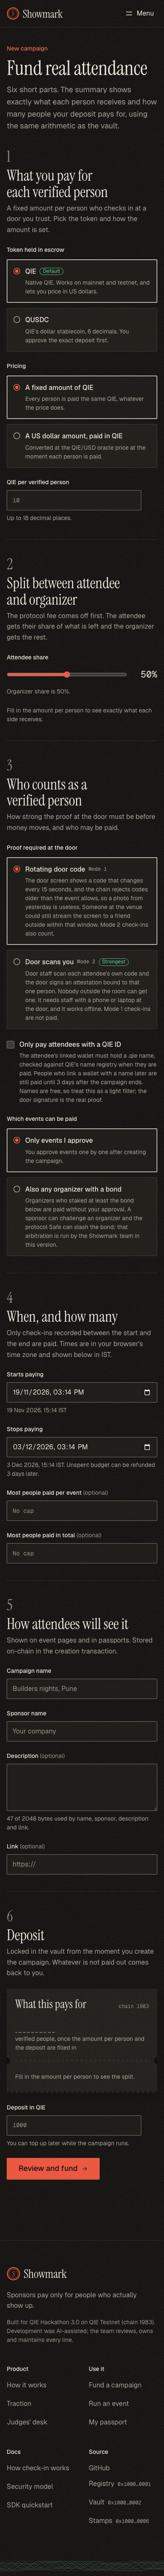 Showmark
Menu
New campaign
Fund real attendance
Six short parts. The summary shows
exactly what each person receives and how
many people your deposit pays for, using
the same arithmetic as the vault.
1
What you pay for
each verified person
A fixed amount per person who checks in at a
door you trust. Pick the token and how the
amount is set.
Token held in escrow
QIE Default
Native QIE. Works on mainnet and testnet, and
lets you price in US dollars.
QUSDC
QIE's dollar stablecoin, 6 decimals. You
approve the exact deposit first.
Pricing
A fixed amount of QIE
Every person is paid the same QIE, whatever
the price does.
A US dollar amount, paid in QIE
Converted at the QIE/USD oracle price at the
moment each person is paid.
QIE per verified person
10
Up to 18 decimal places.
2
Split between attendee
and organizer
The protocol fee comes off first. The attendee
gets their share of what is left and the organizer
gets the rest.
Attendee share
50%
Organizer share is 50%.
Fill in the amount per person to see exactly what each
side receives.
3
Who counts as a
verified person
How strong the proof at the door must be before
money moves, and who may be paid.
Proof required at the door
Rotating door code Mode 1
The door screen shows a code that changes
every 15 seconds, and the chain rejects codes
older than the event allows, so a photo from
yesterday is useless. Someone at the venue
could still stream the screen to a friend
outside within that window. Mode 2 check-ins
also count.
Door scans you Mode 2 Strongest
Door staff scan each attendee's own code and
the door signs an attestation bound to that
one person. Nobody outside the room can get
one. It needs staff with a phone or laptop at
the door, and it works offline. Mode 1 check-ins
are not paid.
Only pay attendees with a QIE ID
The attendee's linked wallet must hold a .qie name,
checked against QIE's name registry when they are
paid. People who link a wallet with a name later are
still paid until 3 days after the campaign ends.
Names are free, so treat this as a light filter; the
door signature is the real proof.
Which events can be paid
Only events I approve
You approve events one by one after creating
the campaign.
Also any organizer with a bond
Organizers who staked at least the bond
below are paid without your approval. A
sponsor can challenge an organizer and the
protocol Safe can slash the bond; that
arbitration is run by the Showmark team in
this version.
4
When, and how many
Only check-ins recorded between the start and
the end are paid. Times are in your browser's
time zone and shown below in IST.
Starts paying
19/11/2026, 03:14 PM
19 Nov 2026, 15:14 IST
Stops paying
03/12/2026, 03:14 PM
3 Dec 2026, 15:14 IST. Unspent budget can be refunded
3 days later.
Most people paid per event (optional)
No cap
Most people paid in total (optional)
No cap
5
How attendees will see it
Shown on event pages and in passports. Stored
on-chain in the creation transaction.
Campaign name
Builders nights, Pune
Sponsor name
Your company
Description (optional)
47 of 2048 bytes used by name, sponsor, description
and link.
Link (optional)
https://
6
Deposit
Locked in the vault from the moment you create
the campaign. Whatever is not paid out comes
back to you.
What this pays for chain 1983
verified people, once the amount per person and
the deposit are filled in
Fill in the amount per person to see the split.
Deposit in QIE
1000
You can top up later while the campaign runs.
Review and fund →
Showmark
Sponsors pay only for people who actually
show up.
Built for QIE Hackathon 3.0 on QIE Testnet (chain 1983).
Development was AI-assisted; the team reviews, owns
and maintains every line.
Product
Use it
How it works
Fund a campaign
Traction
Run an event
Judges' desk
My passport
Docs
Source
How check-in works
GitHub
Security model
Registry 0x1000…0001
SDK quickstart
Vault 0x1000…0002
Stamps 0x1000…0006